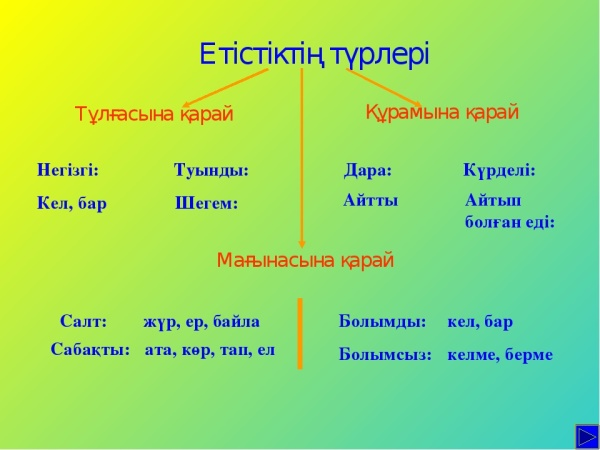 Етістіктің түрлері
Тұлғасына қарай
Құрамына қарай
Негізгі: Туынды:
Кел, бар Шегем:
Дара: Күрделі:
Айтты Айтып
болған еді:
Мағынасына қарай
Салт: жүр, ер, байла
Сабақты: ата, көр, тап, ел
Болымды: кел, бар
Болымсыз: келме, берме